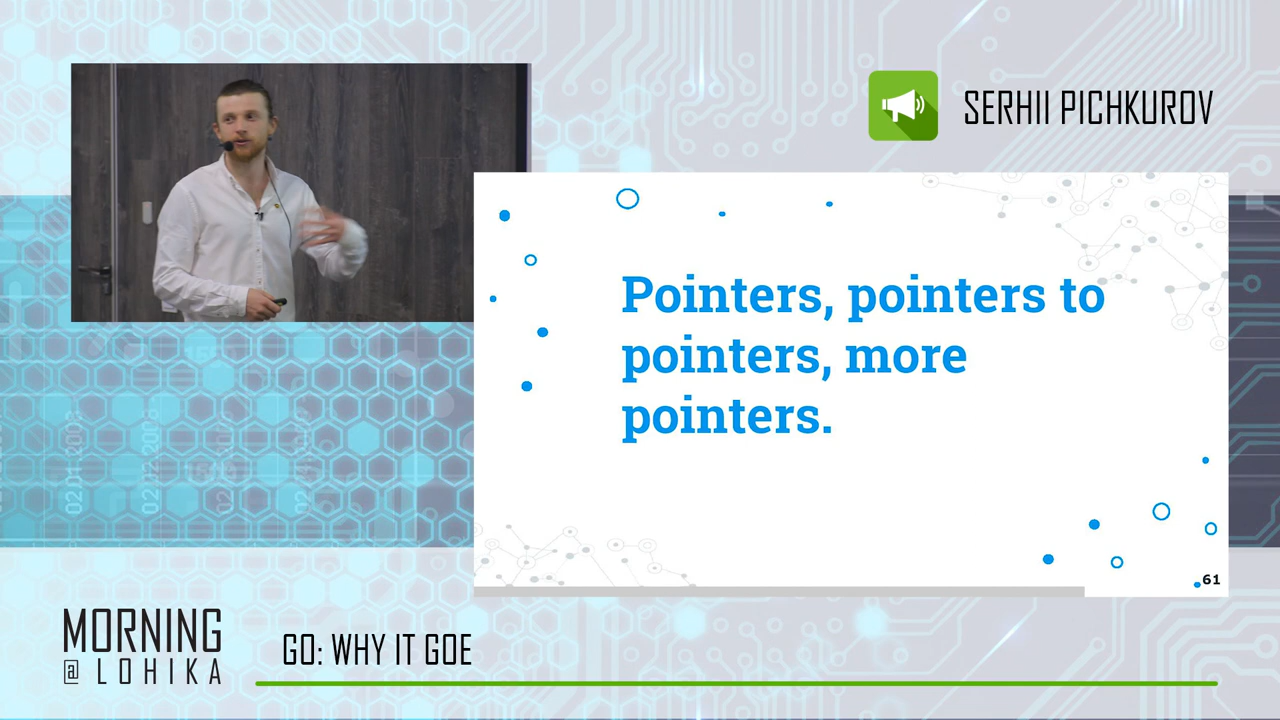 SERHII PICHKUROV
Pointers, pointers to
pointers, more
pointers.
61
MORNING
@ LOHIKA
GO: WHY IT GOE